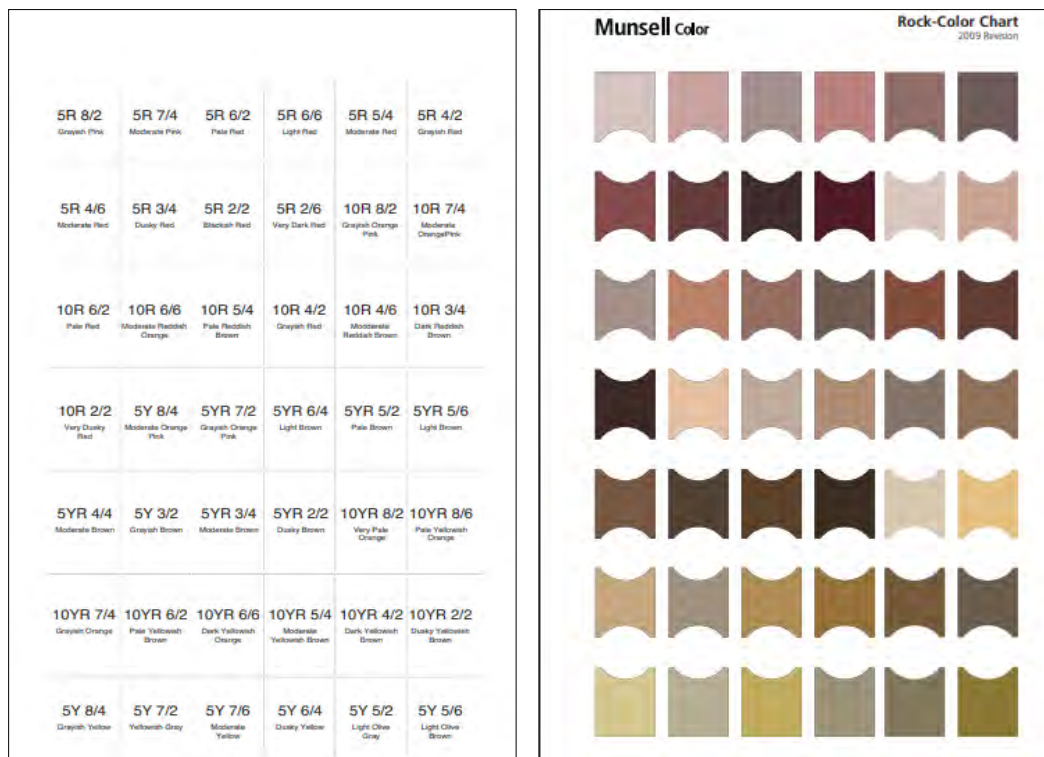 5R 8/2 5R 7/4 5R 6/2 5R 6/6 5R 5/4 5R 4/2
Grayish Pink Moderate Pink Pale Red Light Red Moderate Red Grayish Red
5R 4/6 5R 3/4 5R 2/2 5R 2/6 10R 8/2 10R 7/4
Moderate Red Dusky Red Blackish Red Very Dark Red Grayish Orange Moderate
Pink OrangePink
10R 6/2 10R 6/6 10R 5/4 10R 4/2 10R 4/6 10R 3/4
Pale Red Moderate Reddish Pale Reddish Grayish Red Modderate Dark Reddish
Orange Brown Reddish Brown Brown
10R 2/2 5Y 8/4 5YR 7/2 5YR 6/4 5YR 5/2 5YR 5/6
Very Dusky Moderate Orange Grayish Orange Light Brown Pale Brown Light Brown
Red Pink Pink
5YR 4/4 5Y 3/2 5YR 3/4 5YR 2/2 10YR 8/2 10YR 8/6
Moderate Brown Grayish Brown Moderate Brown Dusky Brown Very Pale Pale Yellowish
Orange Orange
10YR 7/4 10YR 6/2 10YR 6/6 10YR 5/4 10YR 4/2 10YR 2/2
Grayish Orange Pale Yellowish Dark Yellowish Moderate Dark Yellowish Dusky Yellowish
Brown Orange Yellowish Brown Brown Brown
5Y 8/4 5Y 7/2 5Y 7/6 5Y 6/4 5Y 5/2 5Y 5/6
Grayish Yellow Yellowish Gray Moderate Dusky Yellow Light Olive Light Olive
Yellow Gray Brown
Munsell Color
Rock-Color Chart
2009 Revision